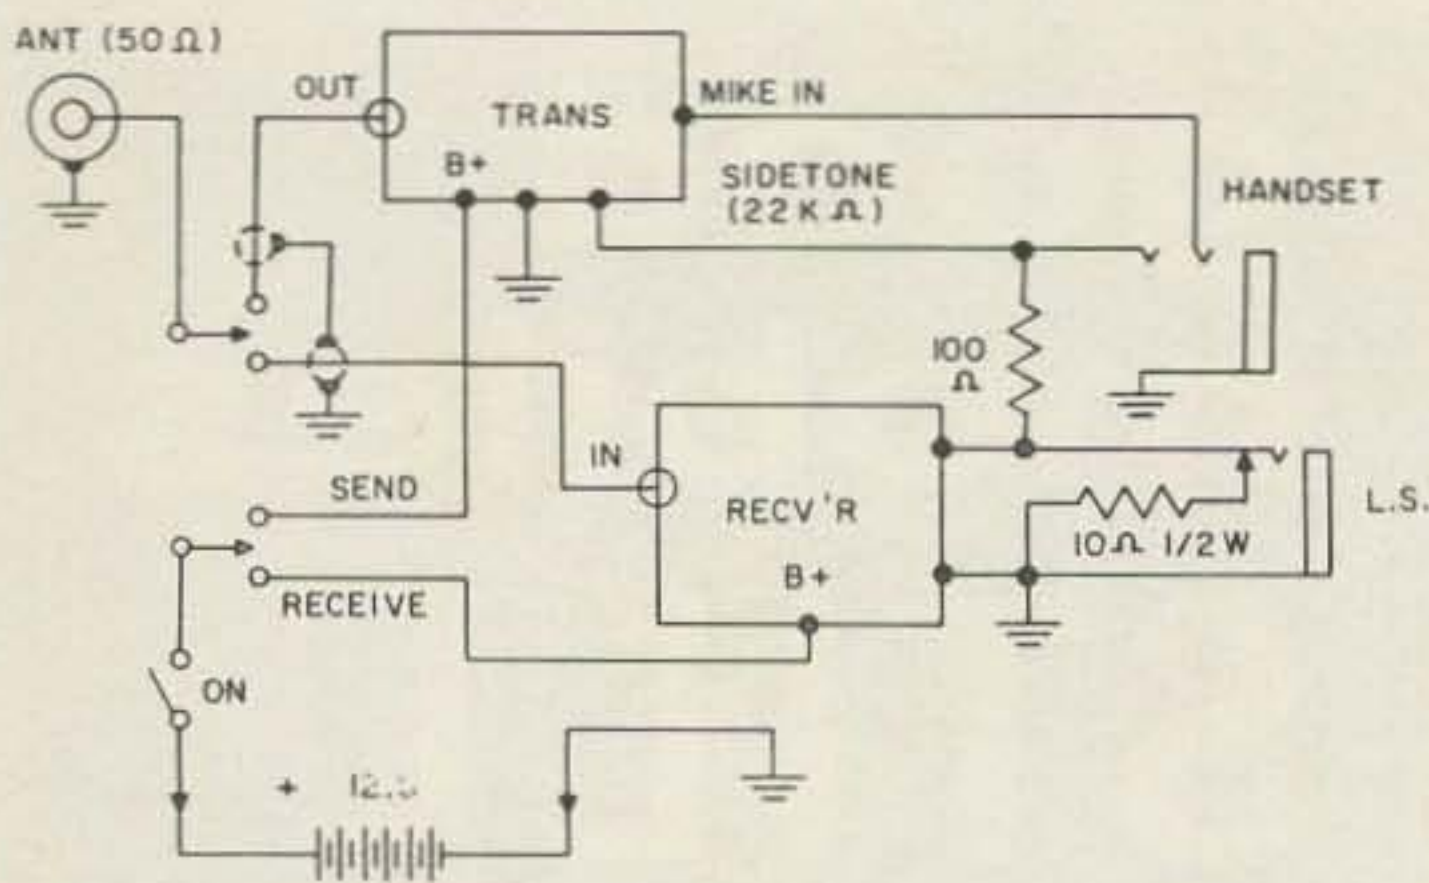 ANT (50Ω)
OUT
TRANS
MIKE IN
B+
SIDETONE
(22KΩ)
HANDSET
100
Ω
IN
SEND
RECV'R
L.S.
10Ω 1/2W
B+
RECEIVE
ON
+